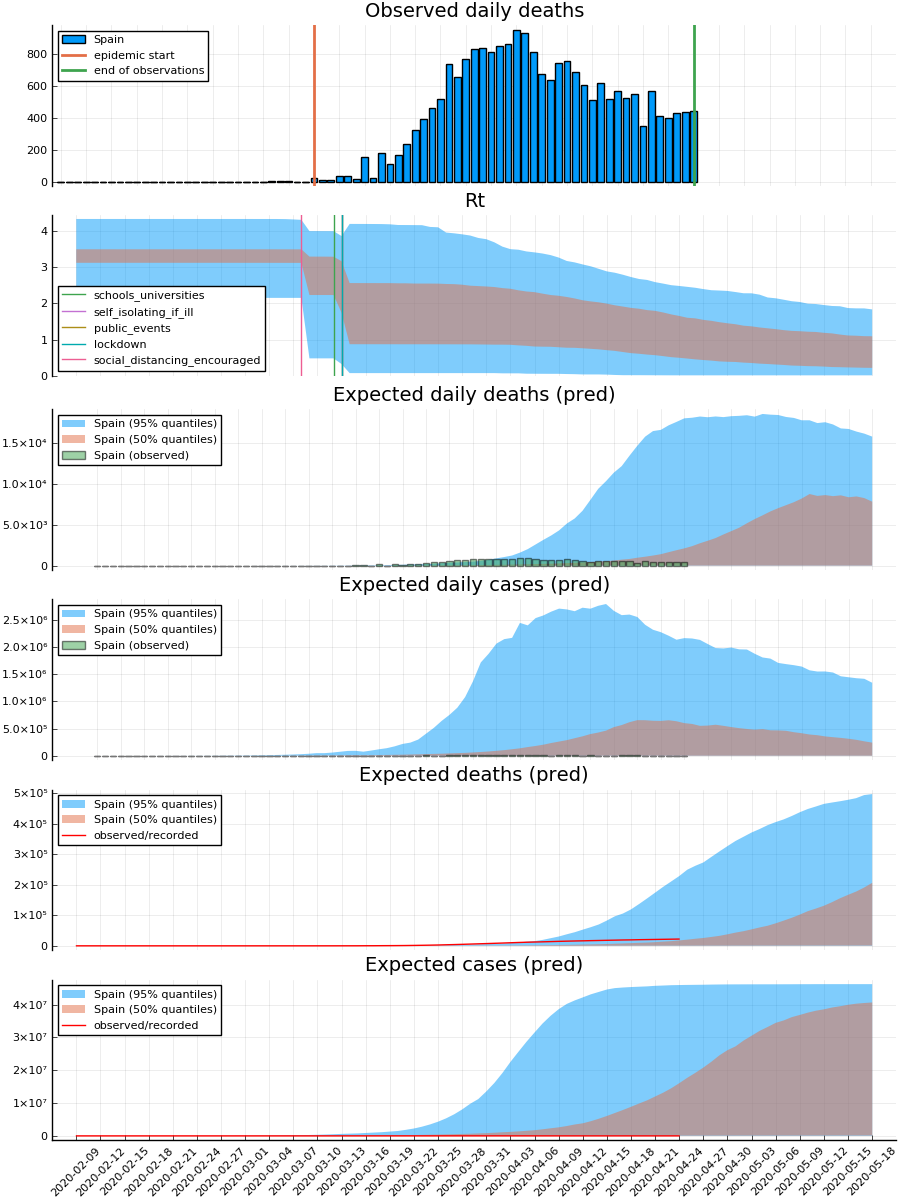 Observed daily deaths
Spain
epidemic start
end of observations
800
600
400
200
0
Rt
4
3
2
1
0
schools_universities
self_isolating_if_ill
public_events
lockdown
social_distancing_encouraged
Expected daily deaths (pred)
Spain (95% quantiles)
Spain (50% quantiles)
Spain (observed)
1.5×10⁴
1.0×10⁴
5.0×10³
0
Expected daily cases (pred)
Spain (95% quantiles)
Spain (50% quantiles)
Spain (observed)
2.5×10⁶
2.0×10⁶
1.5×10⁶
1.0×10⁶
5.0×10⁵
0
Expected deaths (pred)
Spain (95% quantiles)
Spain (50% quantiles)
observed/recorded
5×10⁵
4×10⁵
3×10⁵
2×10⁵
1×10⁵
0
Expected cases (pred)
Spain (95% quantiles)
Spain (50% quantiles)
observed/recorded
4×10⁷
3×10⁷
2×10⁷
1×10⁷
0
2020-02-09
2020-02-12
2020-02-15
2020-02-18
2020-02-21
2020-02-24
2020-02-27
2020-03-01
2020-03-04
2020-03-07
2020-03-10
2020-03-13
2020-03-16
2020-03-19
2020-03-22
2020-03-25
2020-03-28
2020-03-31
2020-04-03
2020-04-06
2020-04-09
2020-04-12
2020-04-15
2020-04-18
2020-04-21
2020-04-24
2020-04-27
2020-04-30
2020-05-03
2020-05-06
2020-05-09
2020-05-12
2020-05-15
2020-05-18